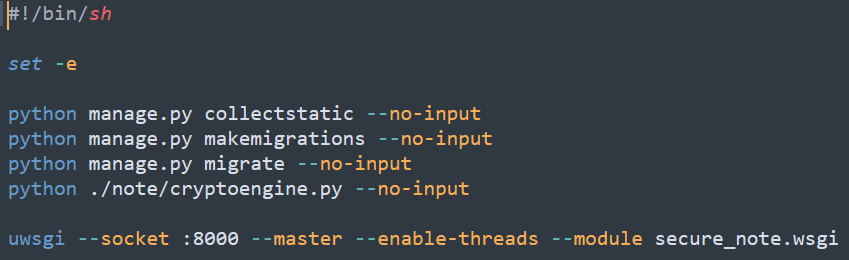 #!/bin/sh
set -e
python manage.py collectstatic --no-input
python manage.py makemigrations --no-input
python manage.py migrate --no-input
python ./note/cryptoengine.py --no-input
uwsgi --socket :8000 --master --enable-threads --module secure_note.wsgi